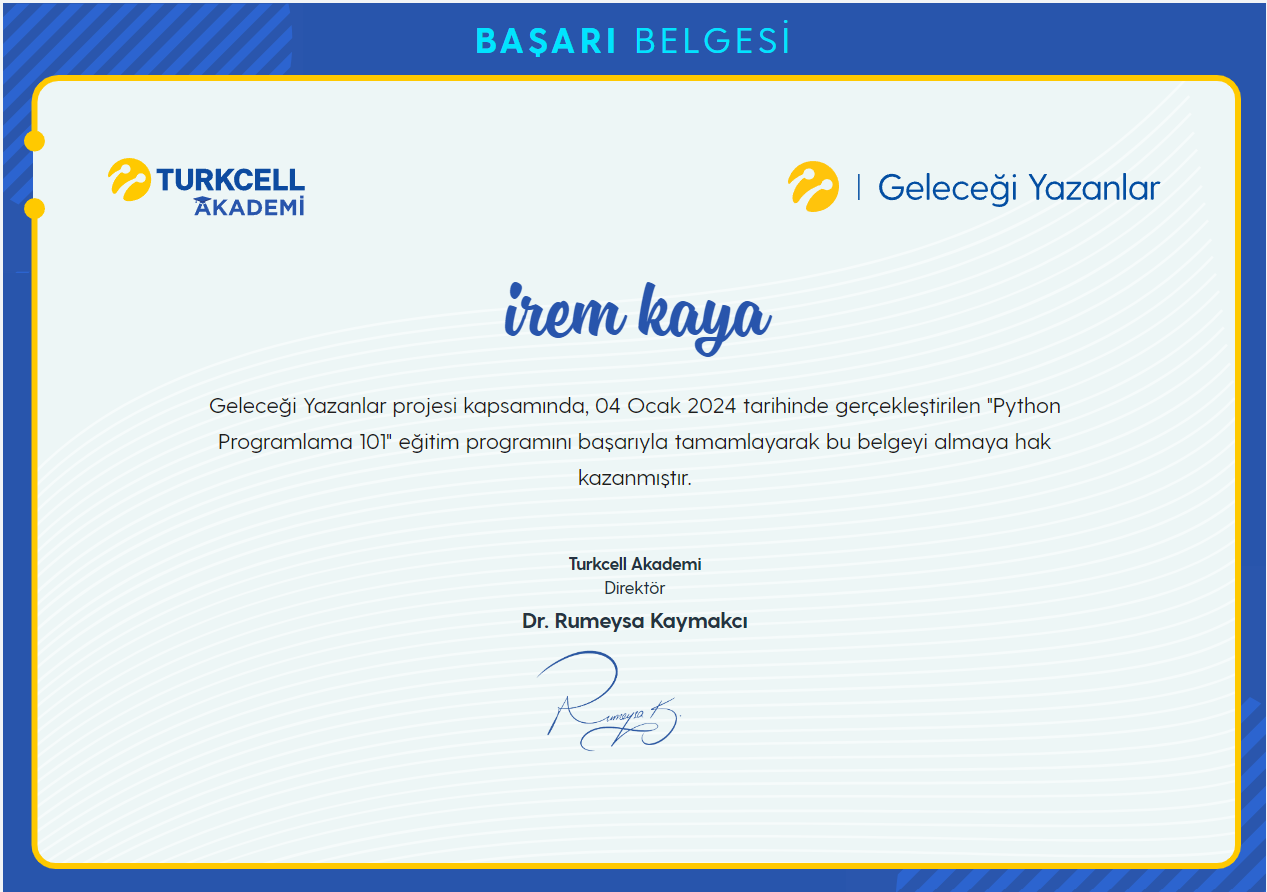 BAŞARI BELGESİ
TURKCELL
AKADEMİ
Geleceği Yazanlar
irem kaya
Geleceği Yazanlar projesi kapsamında, 04 Ocak 2024 tarihinde gerçekleştirilen "Python
Programlama 101" eğitim programını başarıyla tamamlayarak bu belgeyi almaya hak
kazanmıştır.
Turkcell Akademi
Direktör
Dr. Rumeysa Kaymakcı
Rumeysa K.